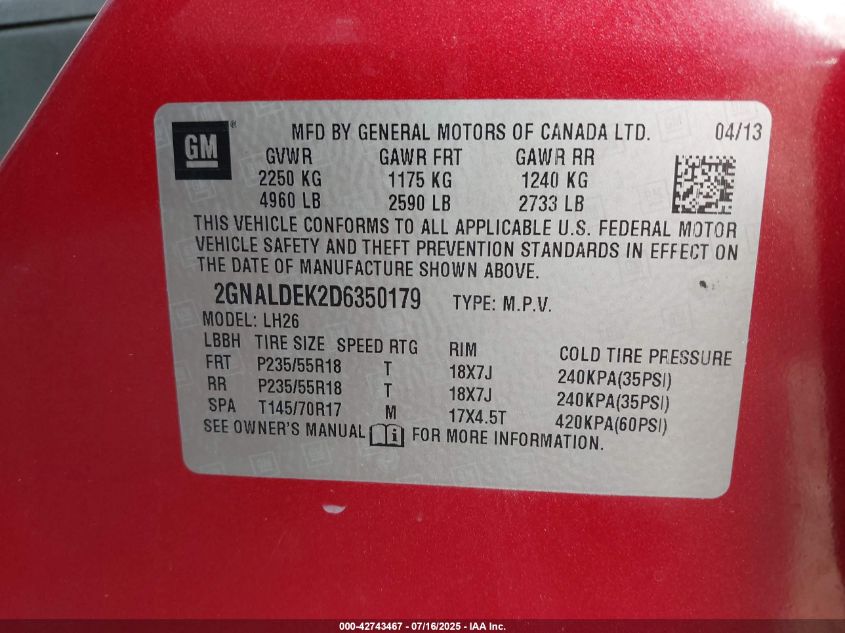 GM
MFD BY GENERAL MOTORS OF CANADA LTD. 04/13
GVWR GAWR FRT GAWR RR
2250 KG 1175 KG 1240 KG
4960 LB 2590 LB 2733 LB
THIS VEHICLE CONFORMS TO ALL APPLICABLE U.S. FEDERAL MOTOR
VEHICLE SAFETY AND THEFT PREVENTION STANDARDS IN EFFECT ON
THE DATE OF MANUFACTURE SHOWN ABOVE.
2GNALDEK2D6350179 TYPE: M.P.V.
MODEL: LH26
LBBH TIRE SIZE SPEED RTG RIM COLD TIRE PRESSURE
FRT P235/55R18 T 18X7J 240KPA(35PSI)
RR P235/55R18 T 18X7J 240KPA(35PSI)
SPA T145/70R17 M 17X4.5T 420KPA(60PSI)
SEE OWNER'S MANUAL i FOR MORE INFORMATION.
000-42743467 - 07/16/2025 - IAA Inc.